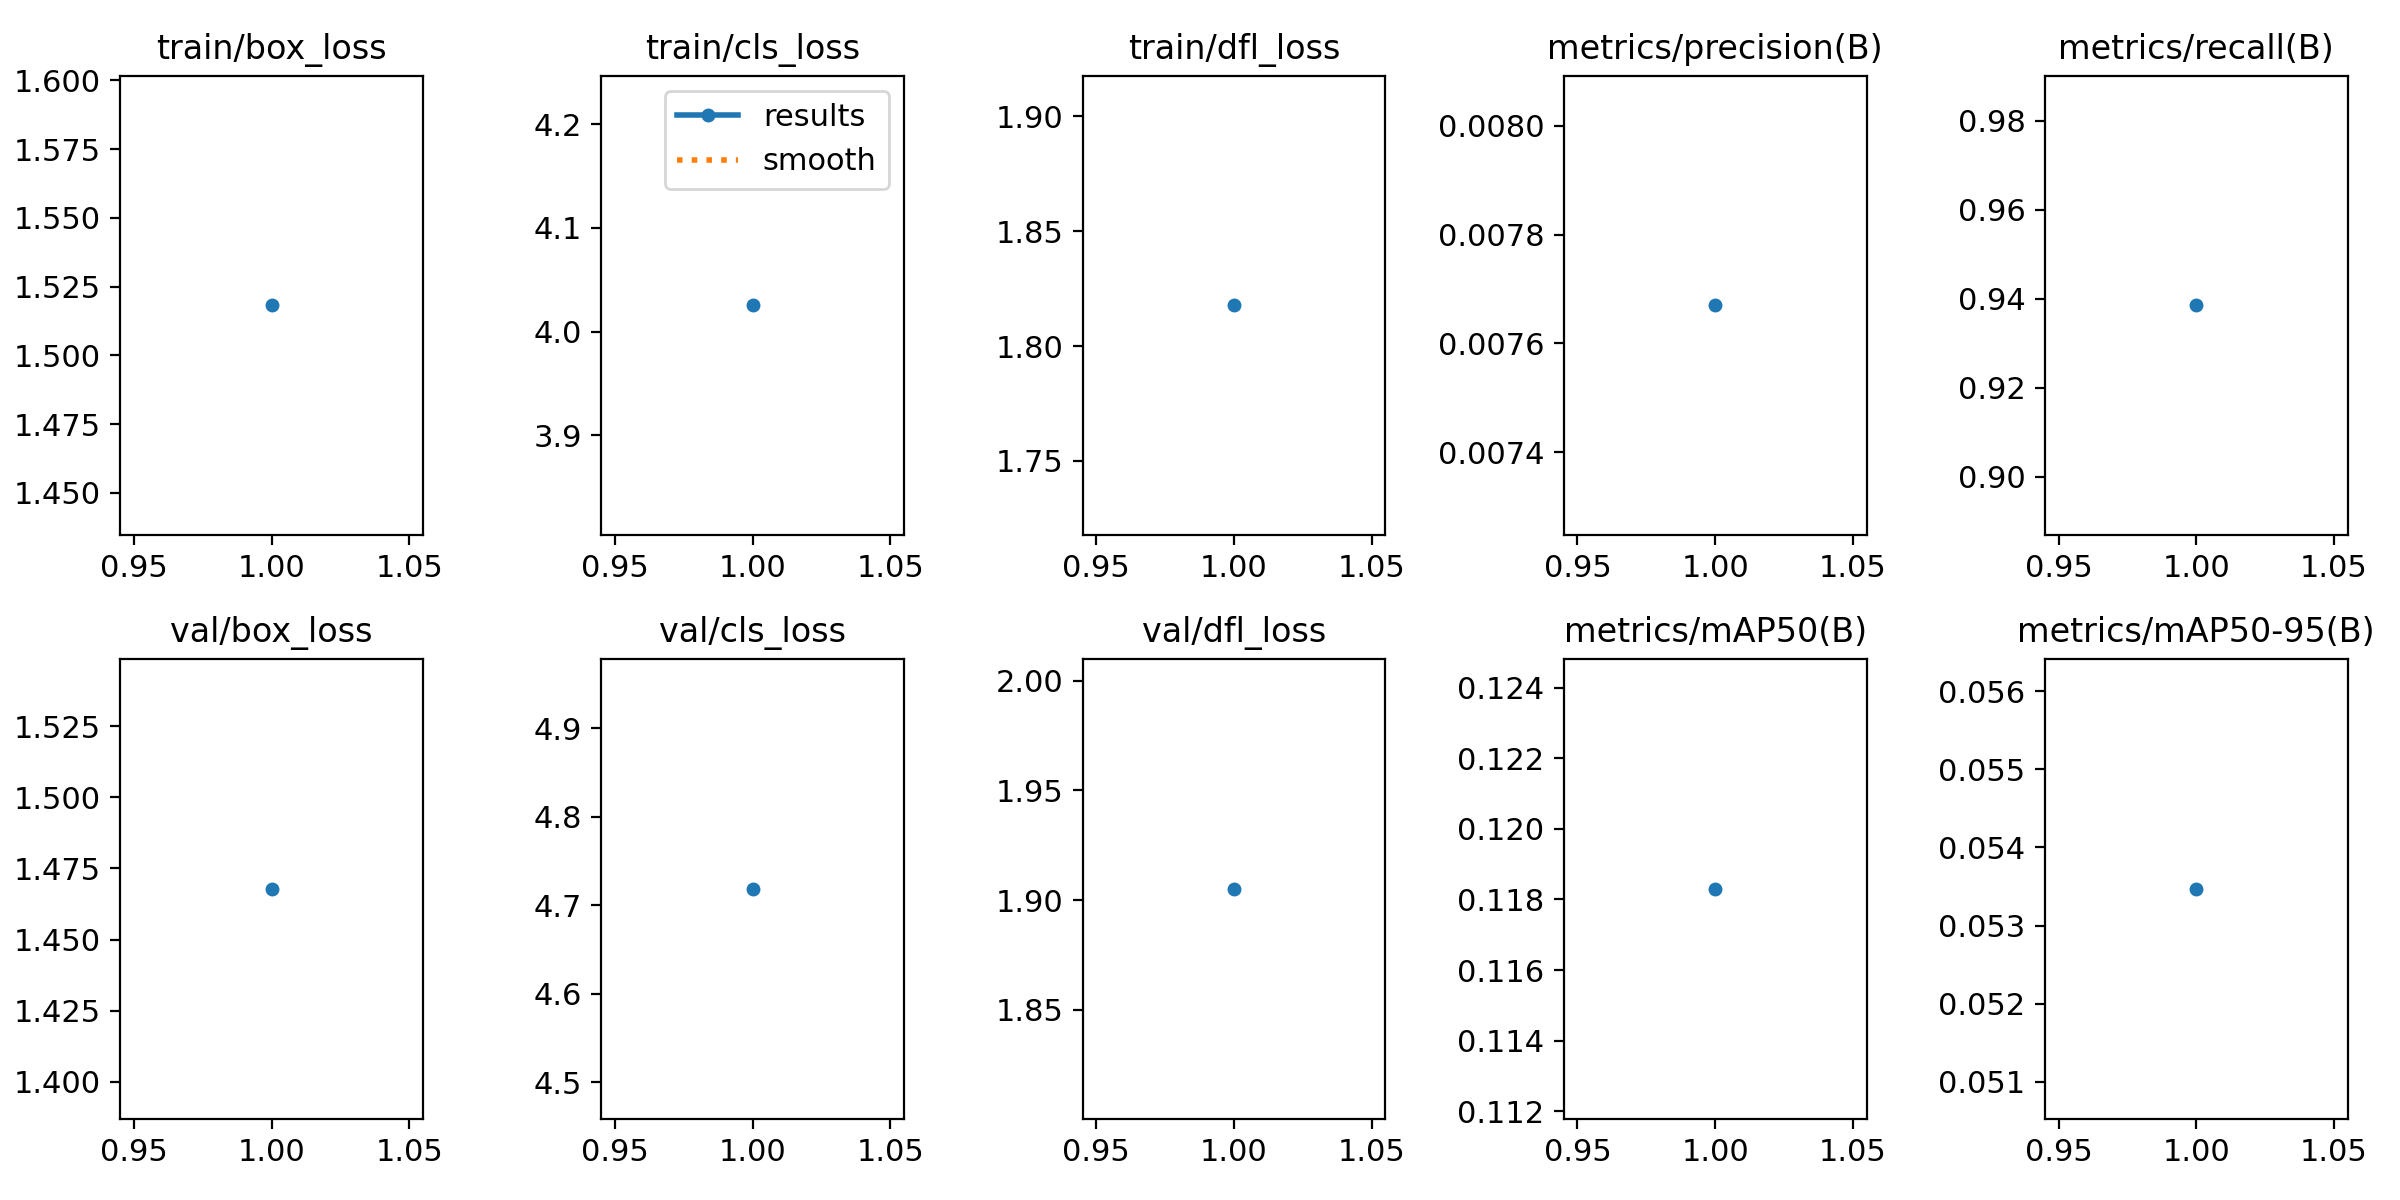 train/box_loss
1.600
1.575
1.550
1.525
1.500
1.475
1.450
0.95 1.00 1.05
train/cls_loss
results
smooth
4.2
4.1
4.0
3.9
0.95 1.00 1.05
train/dfl_loss
1.90
1.85
1.80
1.75
0.95 1.00 1.05
metrics/precision(B)
0.0080
0.0078
0.0076
0.0074
0.95 1.00 1.05
metrics/recall(B)
0.98
0.96
0.94
0.92
0.90
0.95 1.00 1.05
val/box_loss
1.525
1.500
1.475
1.450
1.425
1.400
0.95 1.00 1.05
val/cls_loss
4.9
4.8
4.7
4.6
4.5
0.95 1.00 1.05
val/dfl_loss
2.00
1.95
1.90
1.85
0.95 1.00 1.05
metrics/mAP50(B)
0.124
0.122
0.120
0.118
0.116
0.114
0.112
0.95 1.00 1.05
metrics/mAP50-95(B)
0.056
0.055
0.054
0.053
0.052
0.051
0.95 1.00 1.05